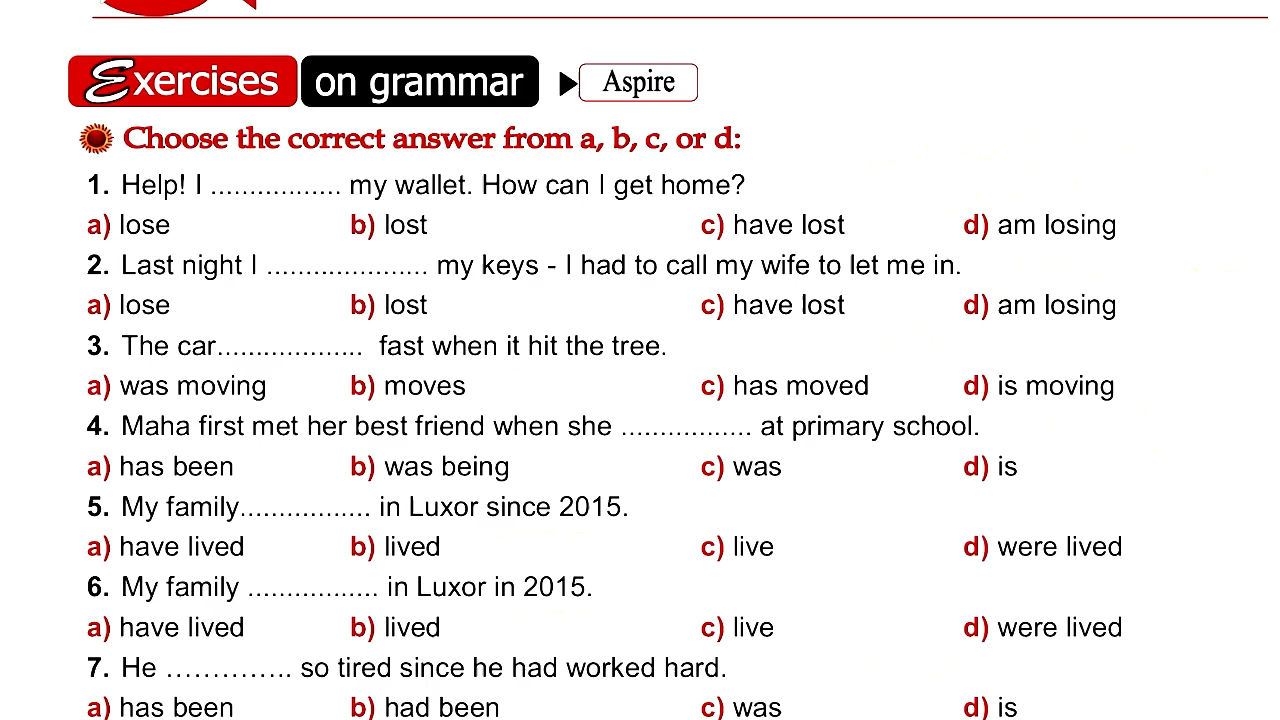 Exercises on grammar Aspire
Choose the correct answer from a, b, c, or d:
1. Help! I ................. my wallet. How can I get home?
a) lose b) lost c) have lost d) am losing
2. Last night I ..................... my keys - I had to call my wife to let me in.
a) lose b) lost c) have lost d) am losing
3. The car................... fast when it hit the tree.
a) was moving b) moves c) has moved d) is moving
4. Maha first met her best friend when she ................. at primary school.
a) has been b) was being c) was d) is
5. My family................. in Luxor since 2015.
a) have lived b) lived c) live d) were lived
6. My family ................. in Luxor in 2015.
a) have lived b) lived c) live d) were lived
7. He ………….. so tired since he had worked hard.
a) has been b) had been c) was d) is